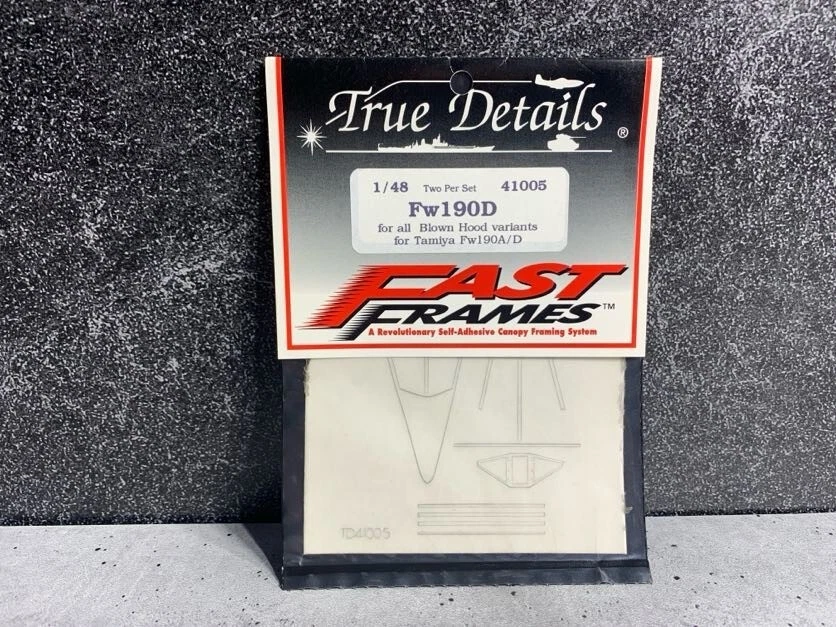 True Details ®
1/48 Two Per Set 41005
Fw190D
for all Blown Hood variants
for Tamiya Fw190A/D
FAST
FRAMES™
A Revolutionary Self-Adhesive Canopy Framing System
TD41005